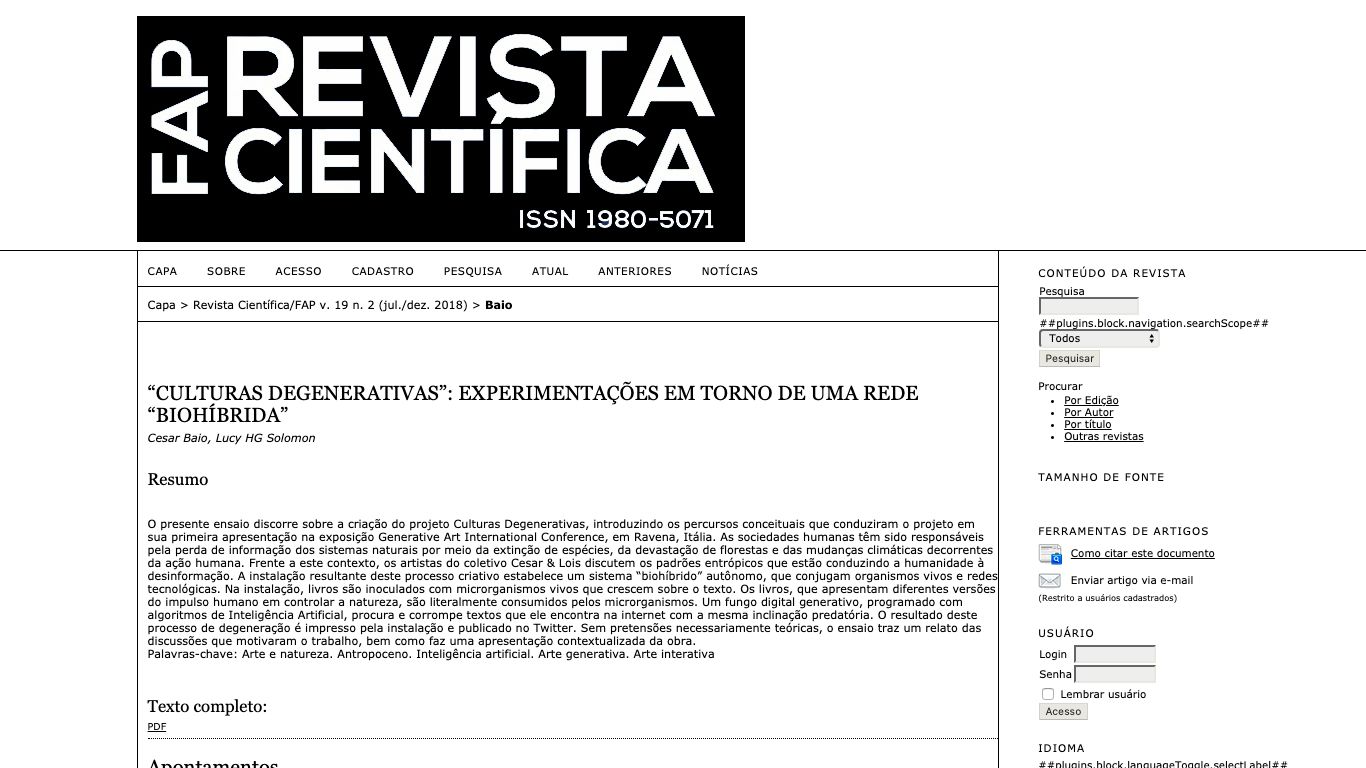 FAP
REVISTA
CIENTÍFICA
ISSN 1980-5071
CAPA SOBRE ACESSO CADASTRO PESQUISA ATUAL ANTERIORES NOTÍCIAS
Capa > Revista Científica/FAP v. 19 n. 2 (jul./dez. 2018) > Baio
“CULTURAS DEGENERATIVAS”: EXPERIMENTAÇÕES EM TORNO DE UMA REDE
“BIOHÍBRIDA”
Cesar Baio, Lucy HG Solomon
Resumo
O presente ensaio discorre sobre a criação do projeto Culturas Degenerativas, introduzindo os percursos conceituais que conduziram o projeto em
sua primeira apresentação na exposição Generative Art International Conference, em Ravena, Itália. As sociedades humanas têm sido responsáveis
pela perda de informação dos sistemas naturais por meio da extinção de espécies, da devastação de florestas e das mudanças climáticas decorrentes
da ação humana. Frente a este contexto, os artistas do coletivo Cesar & Lois discutem os padrões entrópicos que estão conduzindo a humanidade à
desinformação. A instalação resultante deste processo criativo estabelece um sistema “biohíbrido” autônomo, que conjugam organismos vivos e redes
tecnológicas. Na instalação, livros são inoculados com microrganismos vivos que crescem sobre o texto. Os livros, que apresentam diferentes versões
do impulso humano em controlar a natureza, são literalmente consumidos pelos microrganismos. Um fungo digital generativo, programado com
algoritmos de Inteligência Artificial, procura e corrompe textos que ele encontra na internet com a mesma inclinação predatória. O resultado deste
processo de degeneração é impresso pela instalação e publicado no Twitter. Sem pretensões necessariamente teóricas, o ensaio traz um relato das
discussões que motivaram o trabalho, bem como faz uma apresentação contextualizada da obra.
Palavras-chave: Arte e natureza. Antropoceno. Inteligência artificial. Arte generativa. Arte interativa
Texto completo:
PDF
Apontamentos
CONTEÚDO DA REVISTA
Pesquisa
##plugins.block.navigation.searchScope##
Todos
Pesquisar
Procurar
Por Edição
Por Autor
Por título
Outras revistas
TAMANHO DE FONTE
FERRAMENTAS DE ARTIGOS
Como citar este documento
Enviar artigo via e-mail
(Restrito a usuários cadastrados)
USUÁRIO
Login
Senha
Lembrar usuário
Acesso
IDIOMA
##plugins.block.languageToggle.selectLabel##